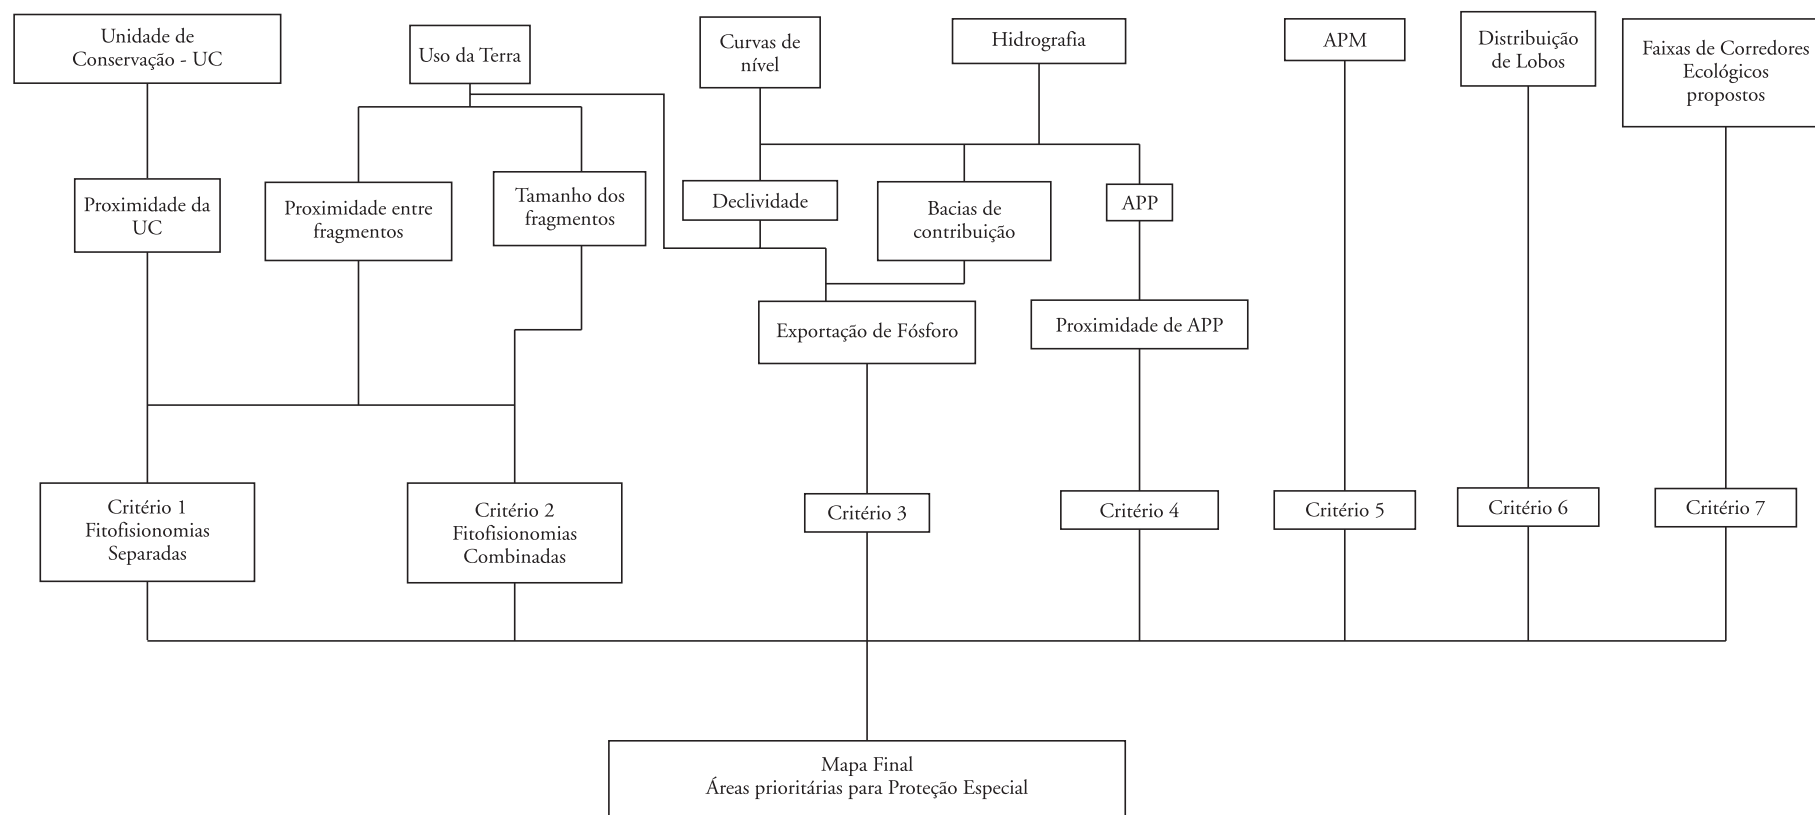 Unidade de
Conservação - UC
Uso da Terra
Curvas de
nível
Hidrografia
APM
Distribuição
de Lobos
Faixas de Corredores
Ecológicos
propostos
Proximidade da
UC
Proximidade entre
fragmentos
Tamanho dos
fragmentos
Declividade
Bacias de
contribuição
APP
Exportação de Fósforo
Proximidade de APP
Critério 1
Fitofisionomias
Separadas
Critério 2
Fitofisionomias
Combinadas
Critério 3
Critério 4
Critério 5
Critério 6
Critério 7
Mapa Final
Áreas prioritárias para Proteção Especial